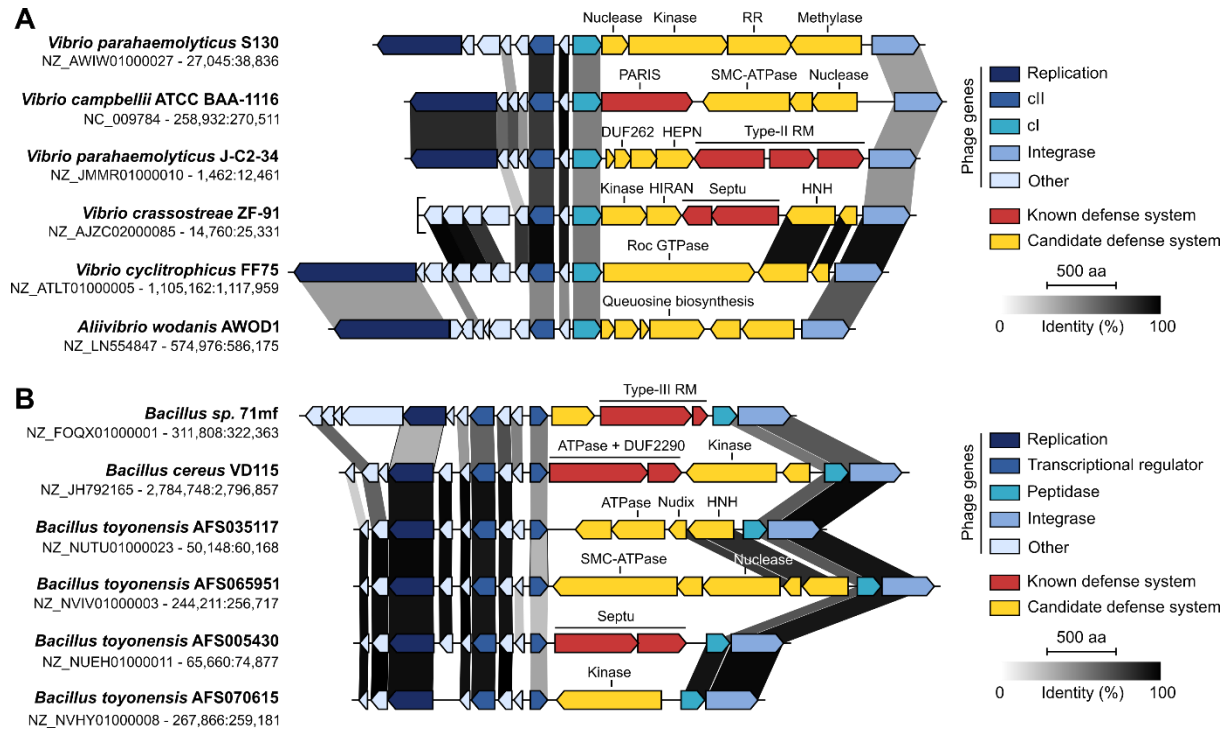 A
Nuclease Kinase RR Methylase
Vibrio parahaemolyticus S130
NZ_AWIW01000027 - 27,045:38,836
PARIS SMC-ATPase Nuclease
Vibrio campbellii ATCC BAA-1116
NC_009784 - 258,932:270,511
DUF262 HEPN Type-II RM
Vibrio parahaemolyticus J-C2-34
NZ_JMMR01000010 - 1,462:12,461
Kinase HIRAN Septu HNH
Vibrio crassostreae ZF-91
NZ_AJZC02000085 - 14,760:25,331
Roc GTPase
Vibrio cyclitrophicus FF75
NZ_ATLT01000005 - 1,105,162:1,117,959
Queuosine biosynthesis
Aliivibrio wodanis AWOD1
NZ_LN554847 - 574,976:586,175
Phage genes
Replication
cII
cI
Integrase
Other
Known defense system
Candidate defense system
500 aa
0 Identity (%) 100
B
Type-III RM
Bacillus sp. 71mf
NZ_FOQX01000001 - 311,808:322,363
ATPase + DUF2290 Kinase
Bacillus cereus VD115
NZ_JH792165 - 2,784,748:2,796,857
ATPase Nudix HNH
Bacillus toyonensis AFS035117
NZ_NUTU01000023 - 50,148:60,168
SMC-ATPase Nuclease
Bacillus toyonensis AFS065951
NZ_NVIV01000003 - 244,211:256,717
Septu
Bacillus toyonensis AFS005430
NZ_NUEH01000011 - 65,660:74,877
Kinase
Bacillus toyonensis AFS070615
NZ_NVHY01000008 - 267,866:259,181
Phage genes
Replication
Transcriptional regulator
Peptidase
Integrase
Other
Known defense system
Candidate defense system
500 aa
0 Identity (%) 100